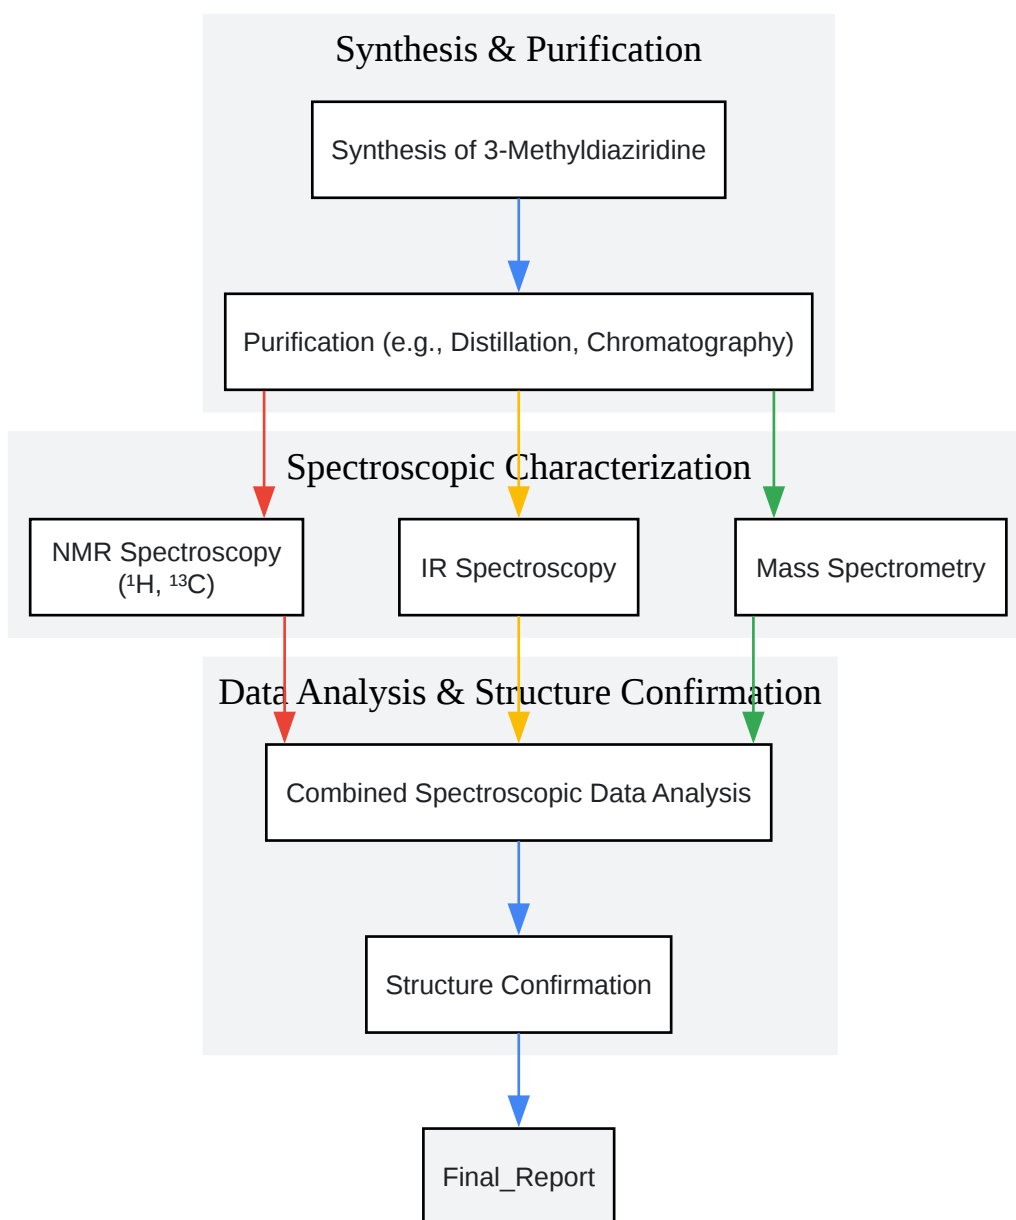 Synthesis & Purification
Synthesis of 3-Methyldiaziridine
Purification (e.g., Distillation, Chromatography)
Spectroscopic Characterization
NMR Spectroscopy
(¹H, ¹³C)
IR Spectroscopy
Mass Spectrometry
Data Analysis & Structure Confirmation
Combined Spectroscopic Data Analysis
Structure Confirmation
Final_Report